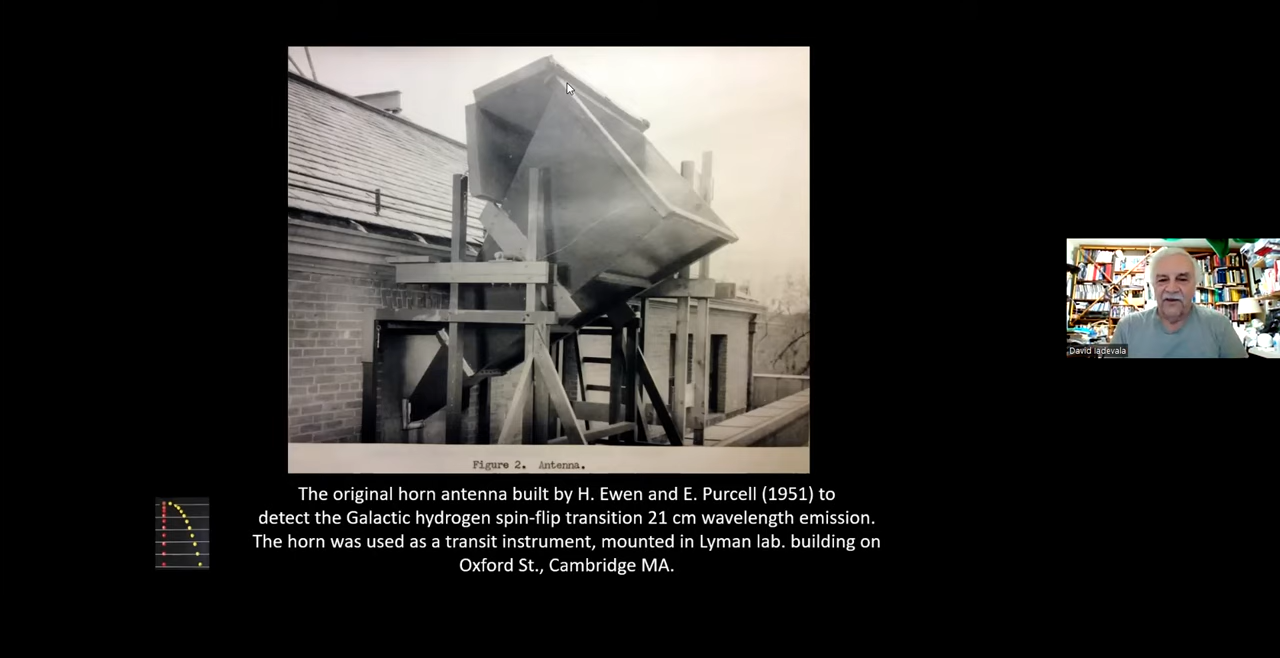 Figure 2. Antenna.
The original horn antenna built by H. Ewen and E. Purcell (1951) to
detect the Galactic hydrogen spin-flip transition 21 cm wavelength emission.
The horn was used as a transit instrument, mounted in Lyman lab. building on
Oxford St., Cambridge MA.
David Iadevaia